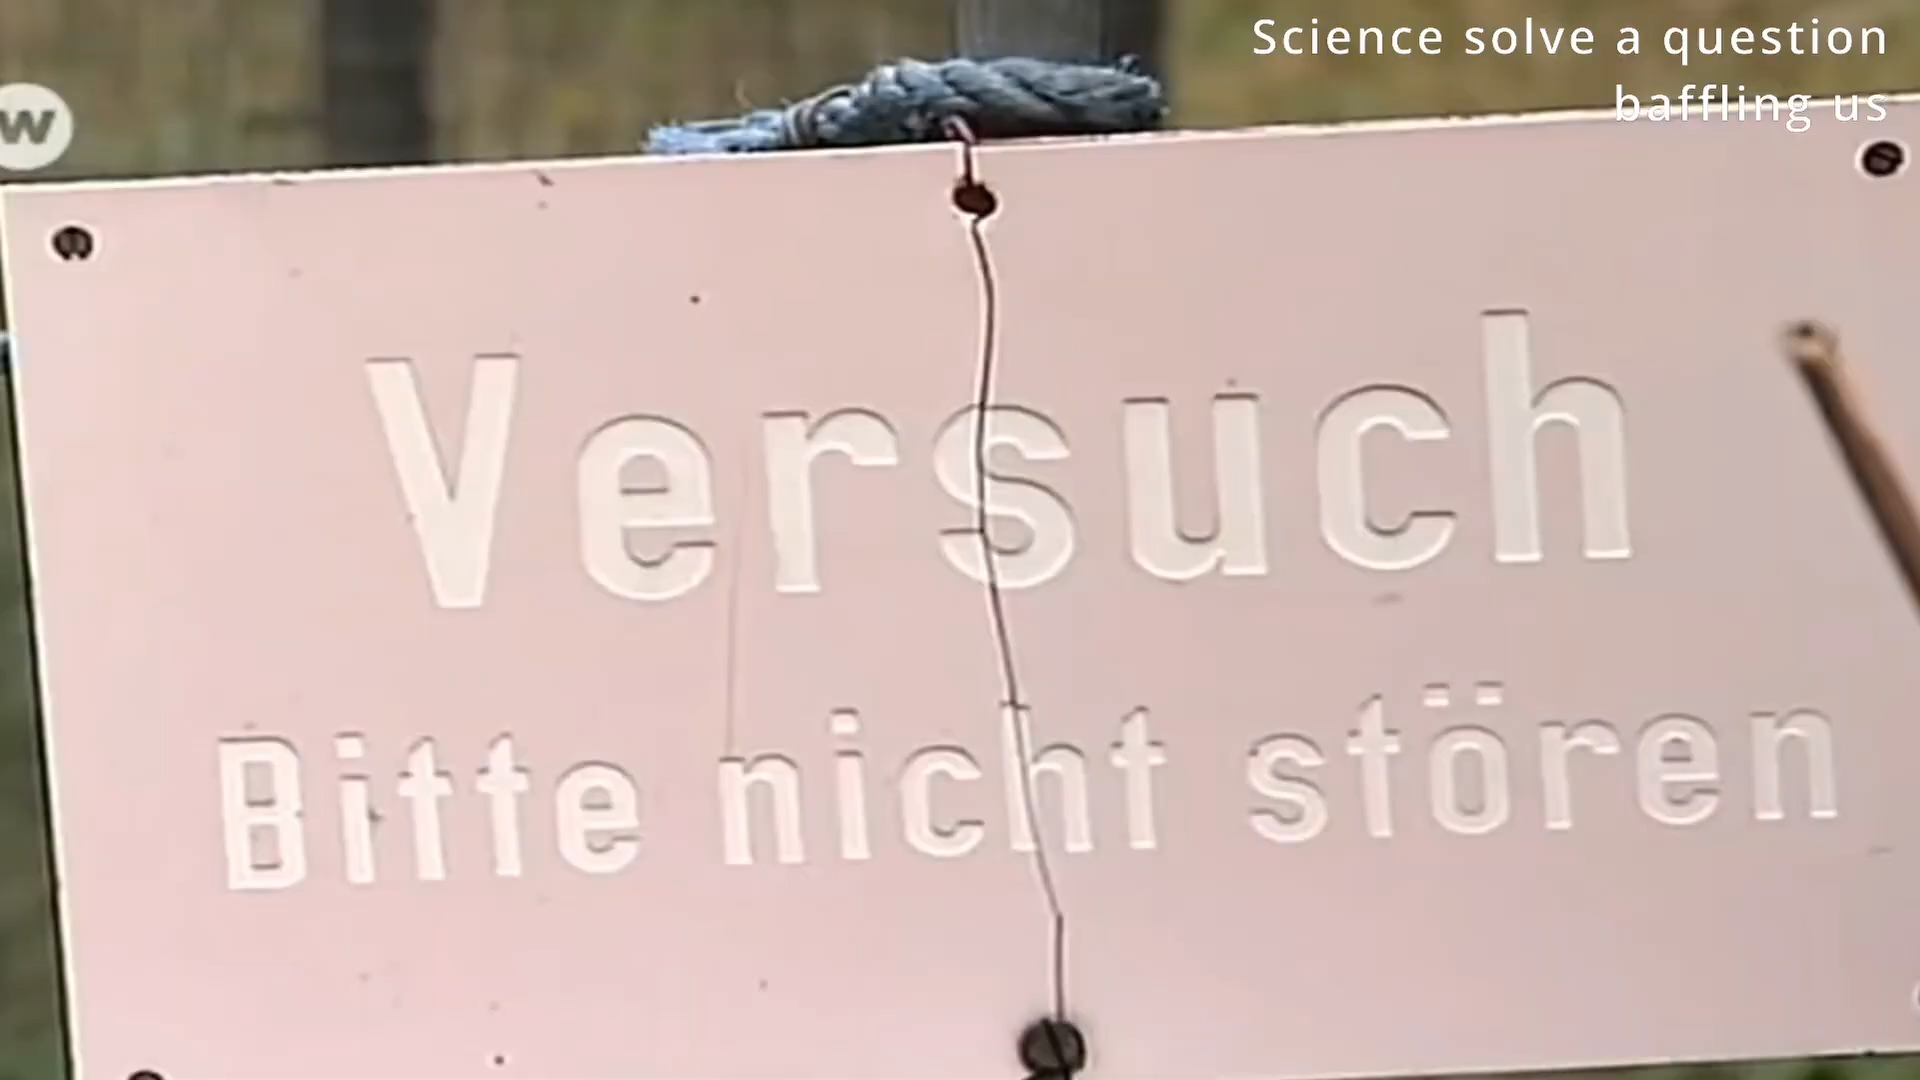 Science solve a question
baffling us
W
Versuch
Bitte nicht stören